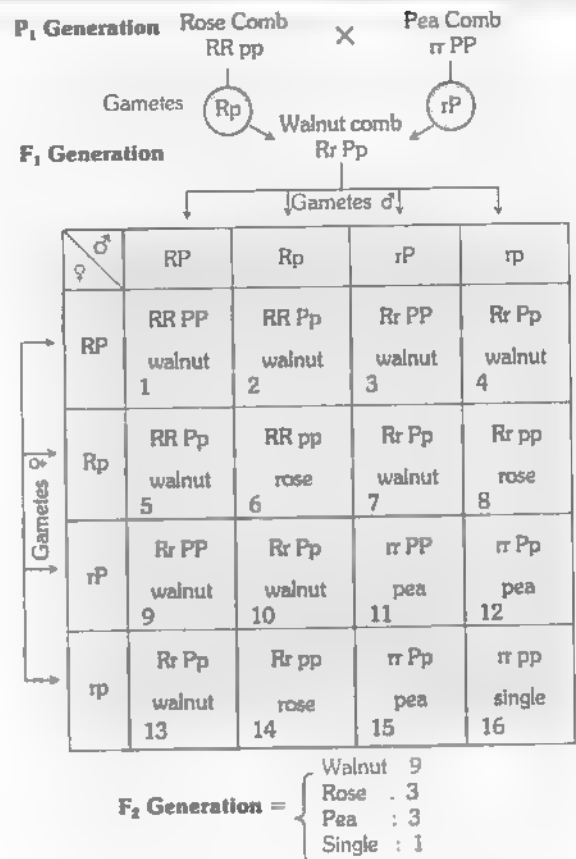 P₁ Generation Rose Comb × Pea Comb
RR pp rr PP
Gametes Rp rP
Walnut comb
F₁ Generation Rr Pp
Gametes ♂
♂ ♀ RP Rp rP rp
Gametes ♀
RP
RR PP RR Pp Rr PP Rr Pp
walnut walnut walnut walnut
1 2 3 4
Rp
RR Pp RR pp Rr Pp Rr pp
walnut rose walnut rose
5 6 7 8
rP
Rr PP Rr Pp rr PP rr Pp
walnut walnut pea pea
9 10 11 12
rp
Rr Pp Rr pp rr Pp rr pp
walnut rose pea single
13 14 15 16
Walnut 9
F₂ Generation = { Rose . 3
Pea : 3
Single : 1